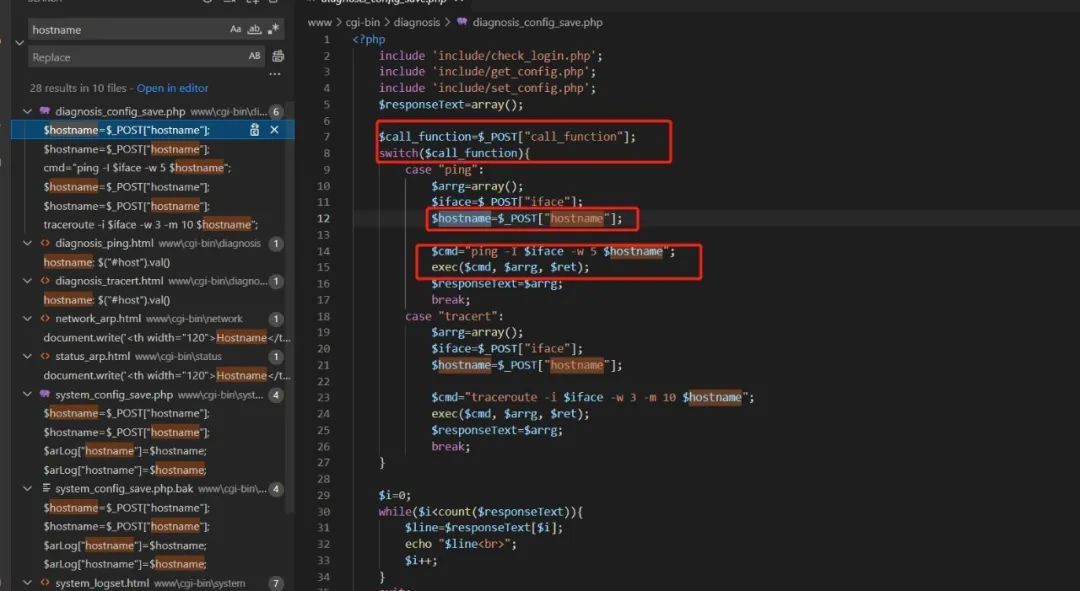 hostname
Aa ab
Replace
AB
28 results in 10 files - Open in editor
diagnosis_config_save.php www\cgi-bin\di... 6
$hostname=$_POST["hostname"];
$hostname=$_POST["hostname"];
cmd="ping -I $iface -w 5 $hostname";
$hostname=$_POST["hostname"];
$hostname=$_POST["hostname"];
traceroute -i $iface -w 3 -m 10 $hostname";
diagnosis_ping.html www\cgi-bin\diagnosis 1
hostname: $("#host").val()
diagnosis_tracert.html www\cgi-bin\diagno... 1
hostname: $("#host").val()
network_arp.html www\cgi-bin\network 1
document.write('<th width="120">Hostname</t...
status_arp.html www\cgi-bin\status 1
document.write('<th width="120">Hostname</t...
system_config_save.php www\cgi-bin\syst... 4
$hostname=$_POST["hostname"];
$hostname=$_POST["hostname"];
$arLog["hostname"]=$hostname;
$arLog["hostname"]=$hostname;
system_config_save.php.bak www\cgi-bin\... 4
$hostname=$_POST["hostname"];
$hostname=$_POST["hostname"];
$arLog["hostname"]=$hostname;
$arLog["hostname"]=$hostname;
system_logset.html www\cgi-bin\system 7
www > cgi-bin > diagnosis > diagnosis_config_save.php
1 <?php
2 include 'include/check_login.php';
3 include 'include/get_config.php';
4 include 'include/set_config.php';
5 $responseText=array();
6
7 $call_function=$_POST["call_function"];
8 switch($call_function){
9 case "ping":
10 $arrg=array();
11 $iface=$_POST["iface"];
12 $hostname=$_POST["hostname"];
13
14 $cmd="ping -I $iface -w 5 $hostname";
15 exec($cmd, $arrg, $ret);
16 $responseText=$arrg;
17 break;
18 case "tracert":
19 $arrg=array();
20 $iface=$_POST["iface"];
21 $hostname=$_POST["hostname"];
22
23 $cmd="traceroute -i $iface -w 3 -m 10 $hostname";
24 exec($cmd, $arrg, $ret);
25 $responseText=$arrg;
26 break;
27 }
28
29 $i=0;
30 while($i<count($responseText)){
31 $line=$responseText[$i];
32 echo "$line<br>";
33 $i++;
34 }